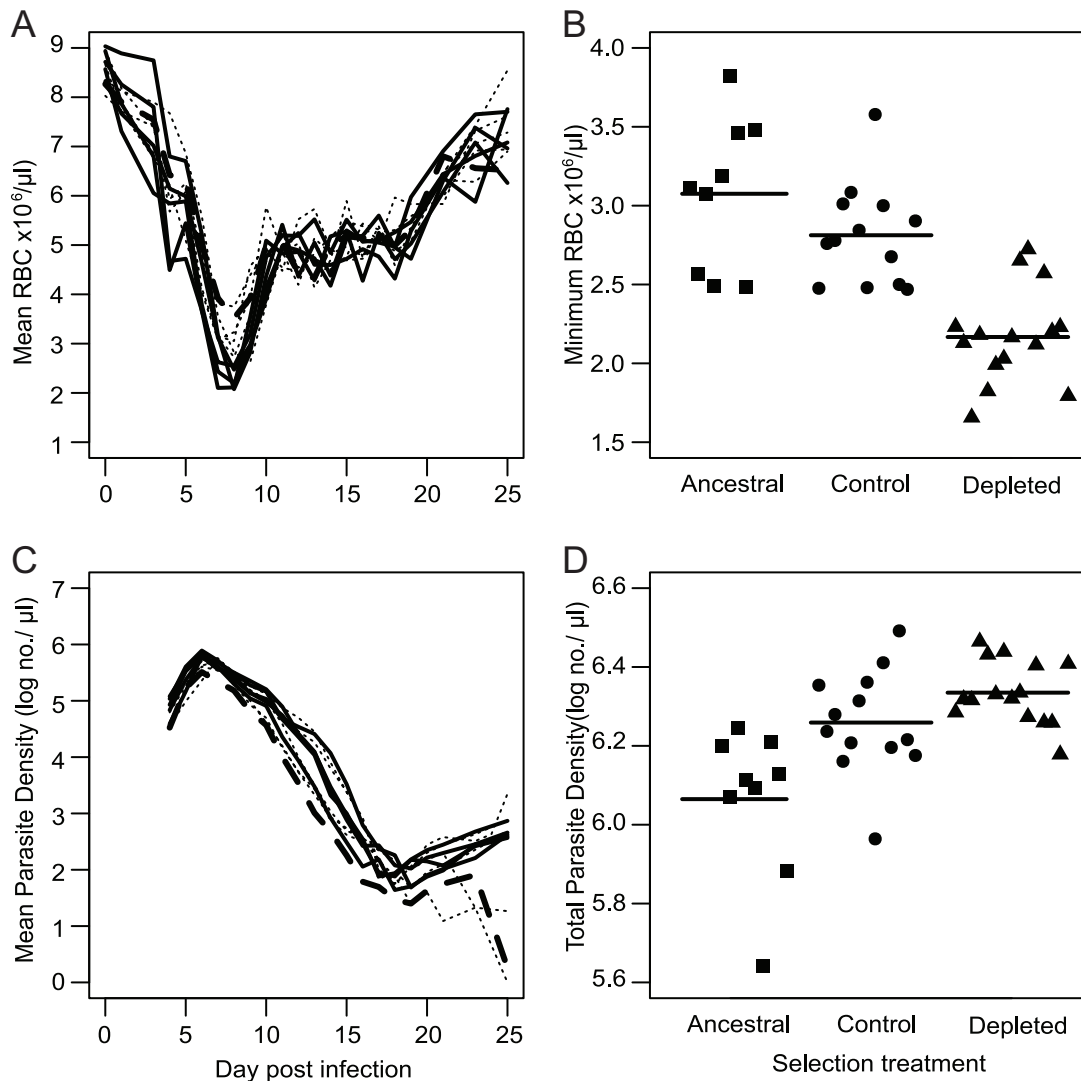 A
Mean RBC x10⁶/µl
9
8
7
6
5
4
3
2
1
0 5 10 15 20 25
B
Minimum RBC x10⁶/µl
4.0
3.5
3.0
2.5
2.0
1.5
Ancestral Control Depleted
C
Mean Parasite Density (log no./ µl)
7
6
5
4
3
2
1
0
0 5 10 15 20 25
Day post infection
D
Total Parasite Density(log no./ µl)
6.6
6.4
6.2
6.0
5.8
5.6
Ancestral Control Depleted
Selection treatment